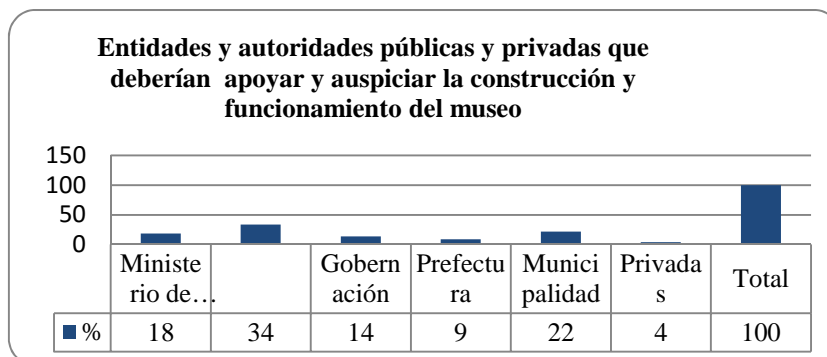 Entidades y autoridades públicas y privadas que
deberían apoyar y auspiciar la construcción y
funcionamiento del museo
150
100
50
0
Ministe
rio de…
Gobern
ación
Prefectu
ra
Munici
palidad
Privada
s
Total
% 18 34 14 9 22 4 100